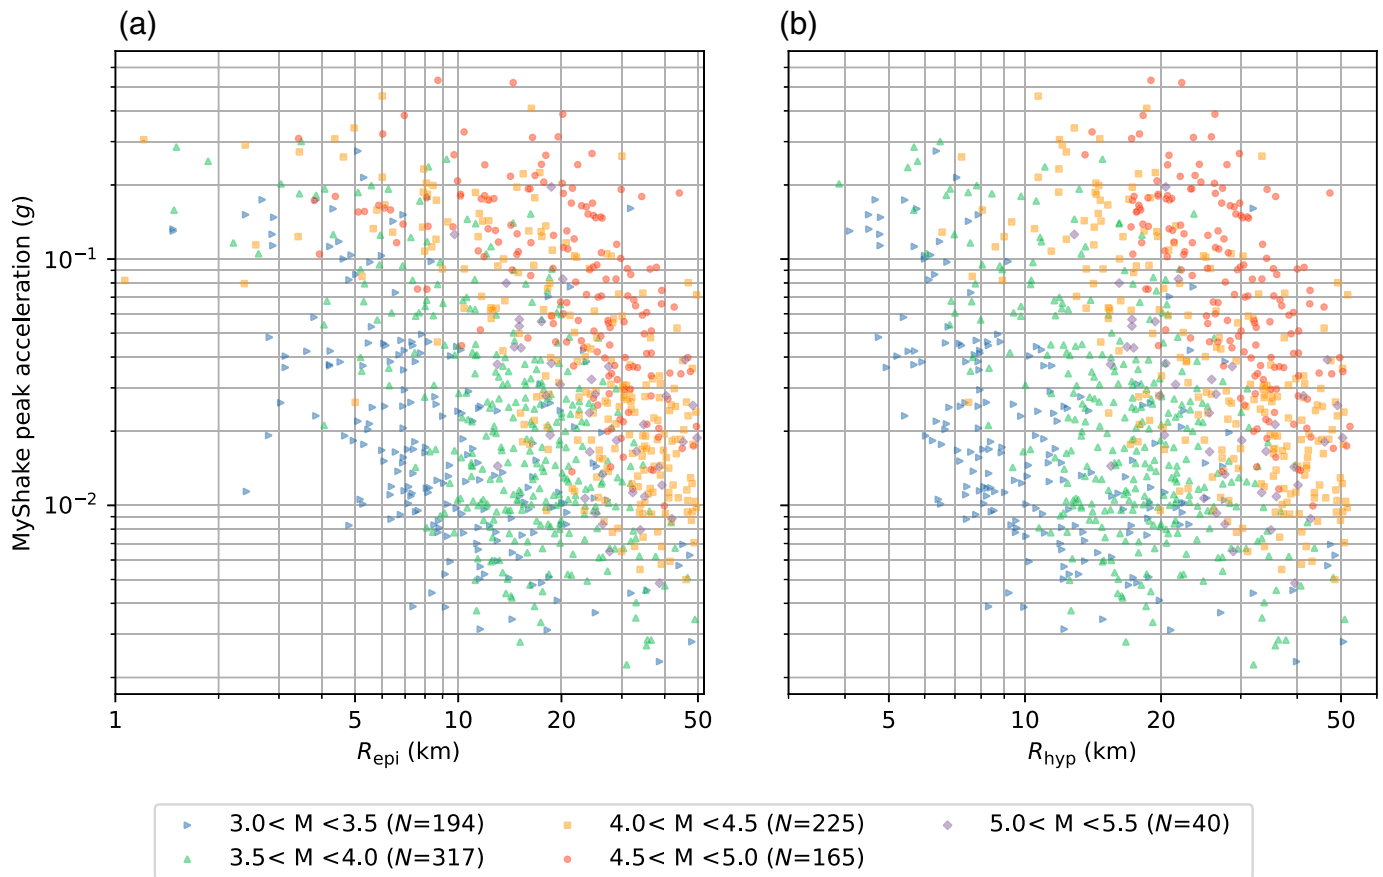 (a) (b)
MyShake peak acceleration (g)
10⁻¹
10⁻²
1 5 10 20 50 5 10 20 50
R_epi (km) R_hyp (km)
3.0< M <3.5 (N=194) 4.0< M <4.5 (N=225) 5.0< M <5.5 (N=40)
3.5< M <4.0 (N=317) 4.5< M <5.0 (N=165)